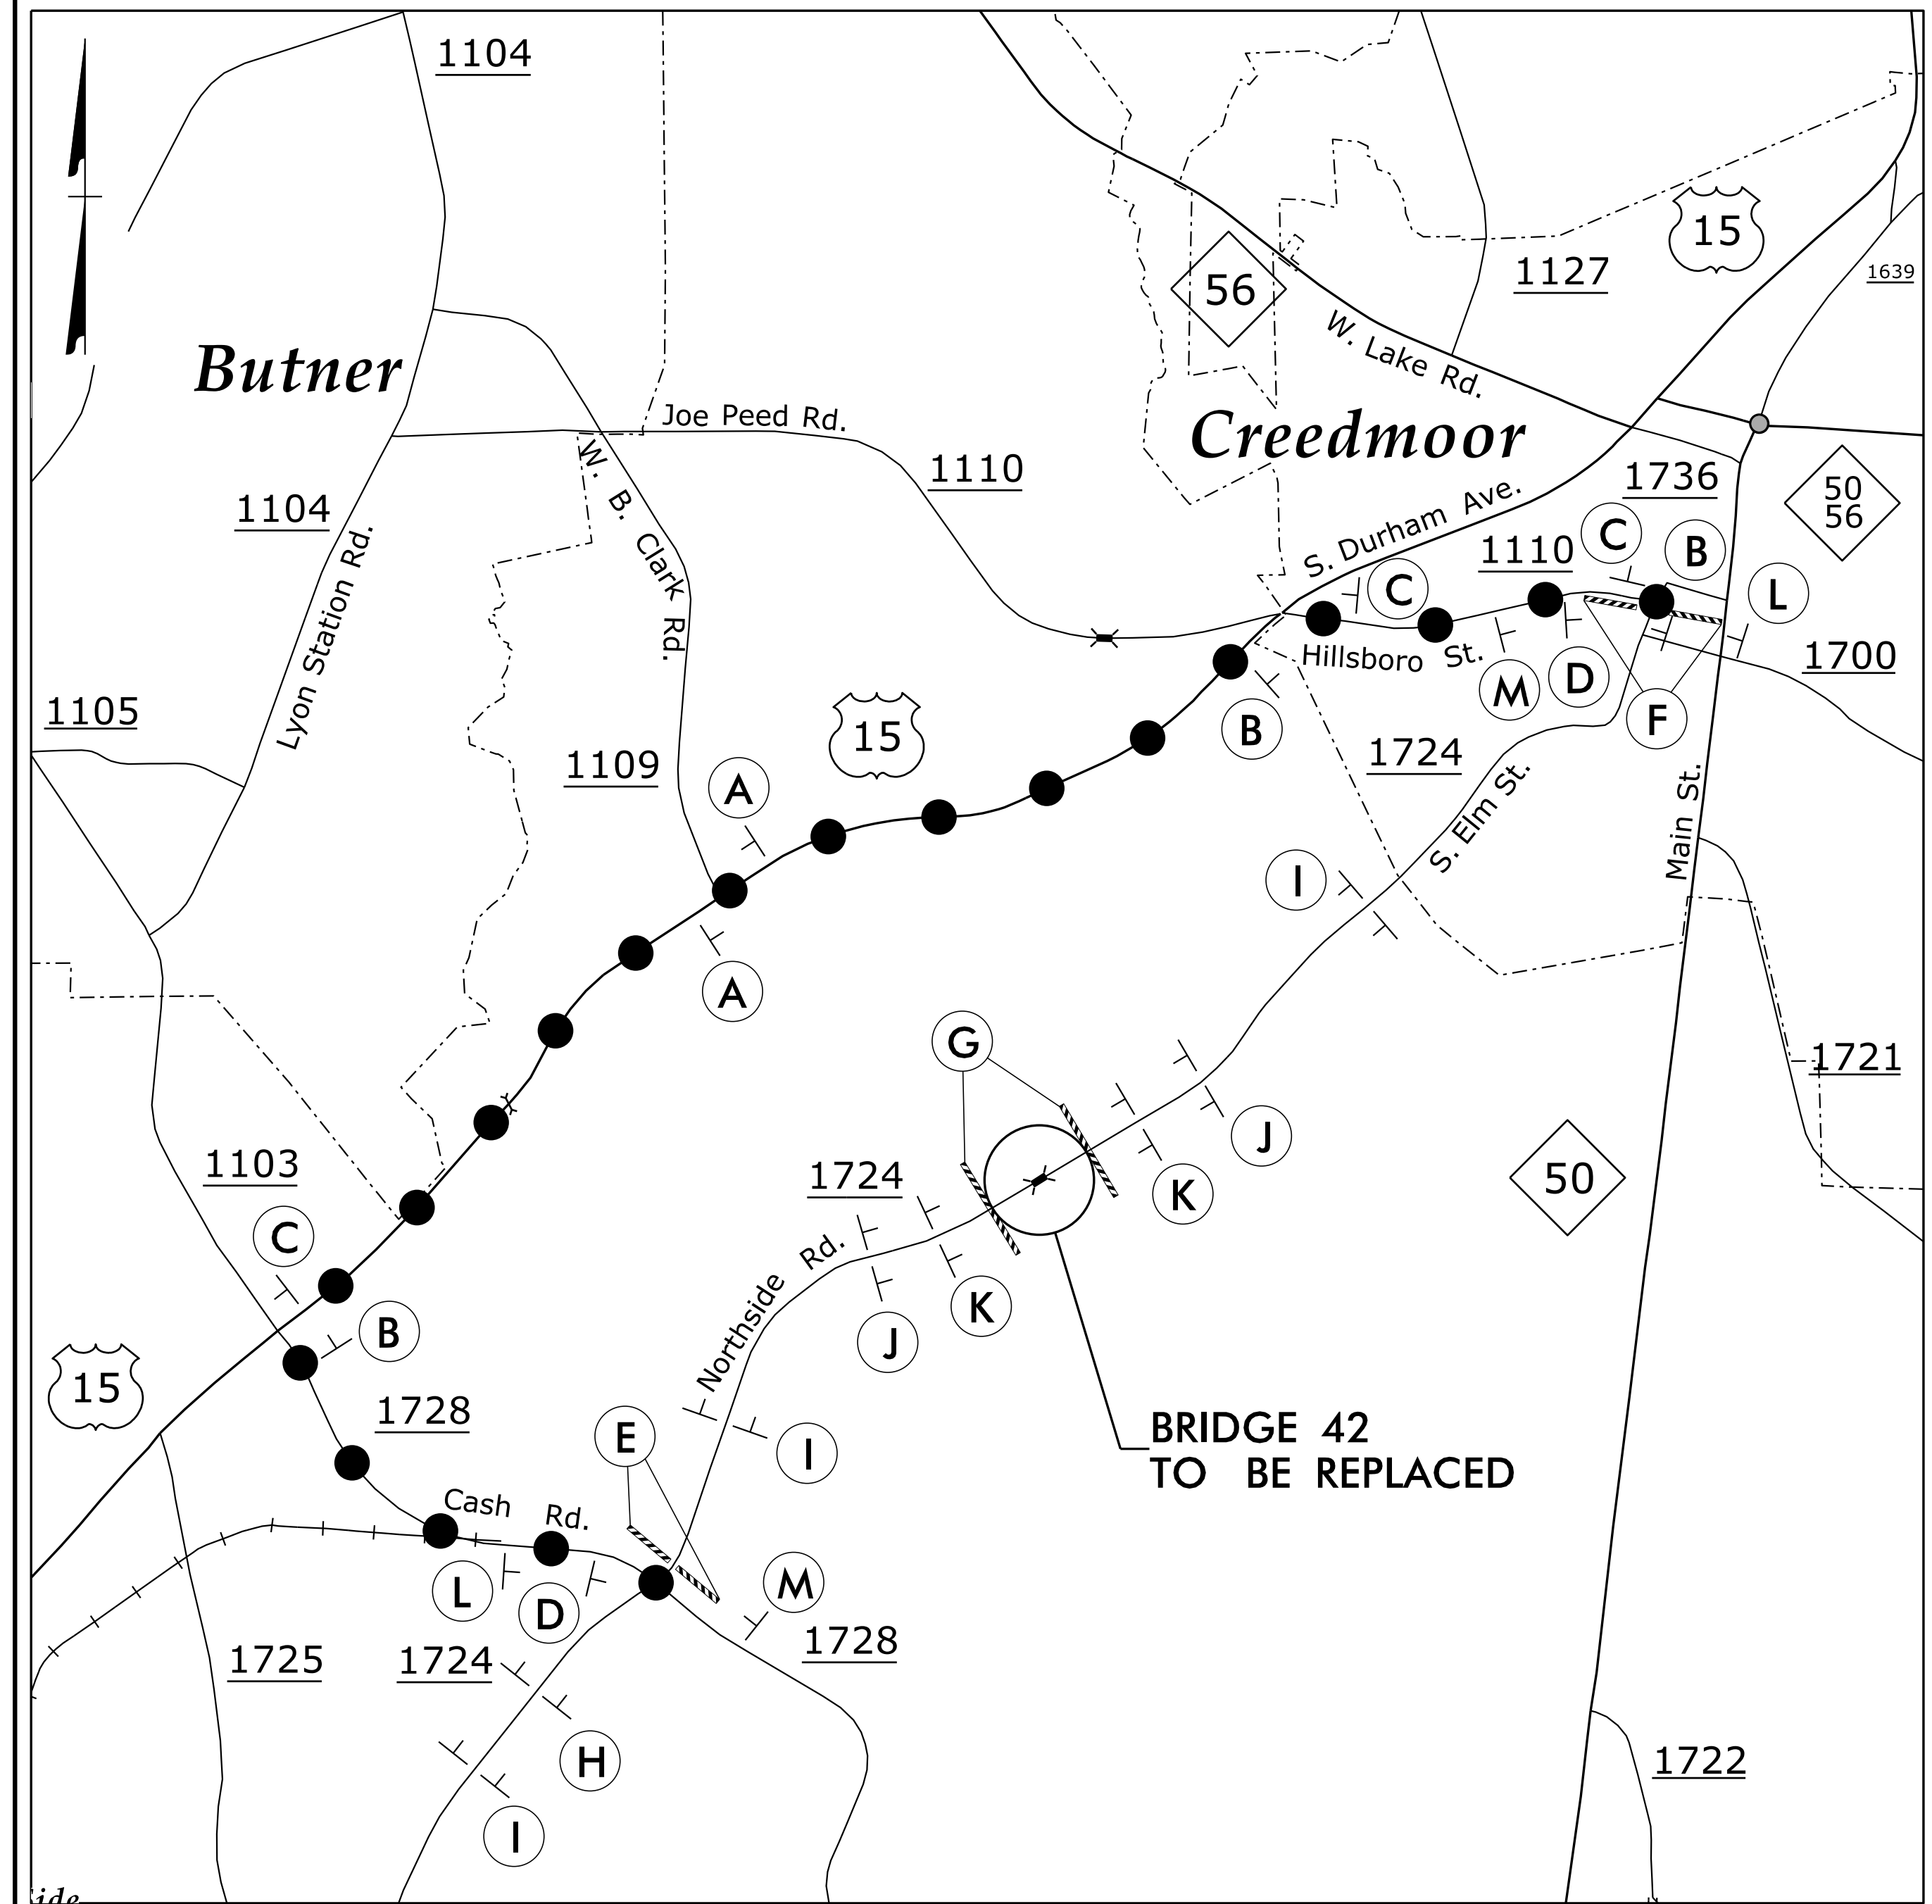 1104
15
1127
1639
56
W. Lake Rd.
Butner
Joe Peed Rd.
Creedmoor
1110
W. B. Clark Rd.
1104
Lyon Station Rd.
1736
50
56
S. Durham Ave.
1110
C
B
L
C
Hillsboro St.
1700
M
D
F
1105
B
15
1724
1109
A
S. Elm St.
Main St.
I
A
G
1721
J
1103
1724
K
50
C
Northside Rd.
K
B
J
15
1728
BRIDGE 42
TO BE REPLACED
E
I
Cash Rd.
L
D
M
1728
1725
1724
H
1722
I
ide